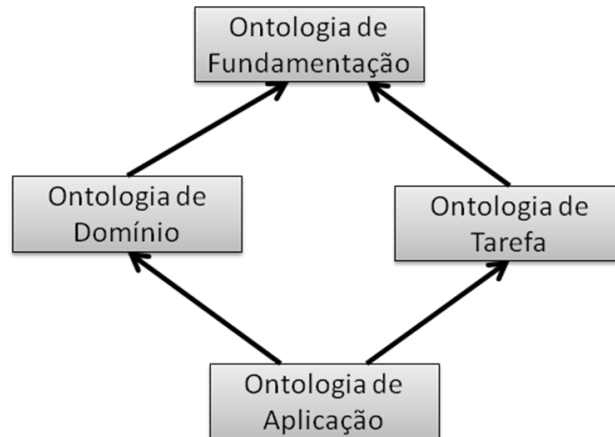 Ontologia de
Fundamentação
Ontologia de
Domínio
Ontologia de
Tarefa
Ontologia de
Aplicação